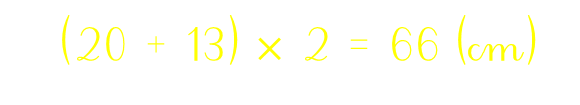 (20 + 13) × 2 = 66 (cm)